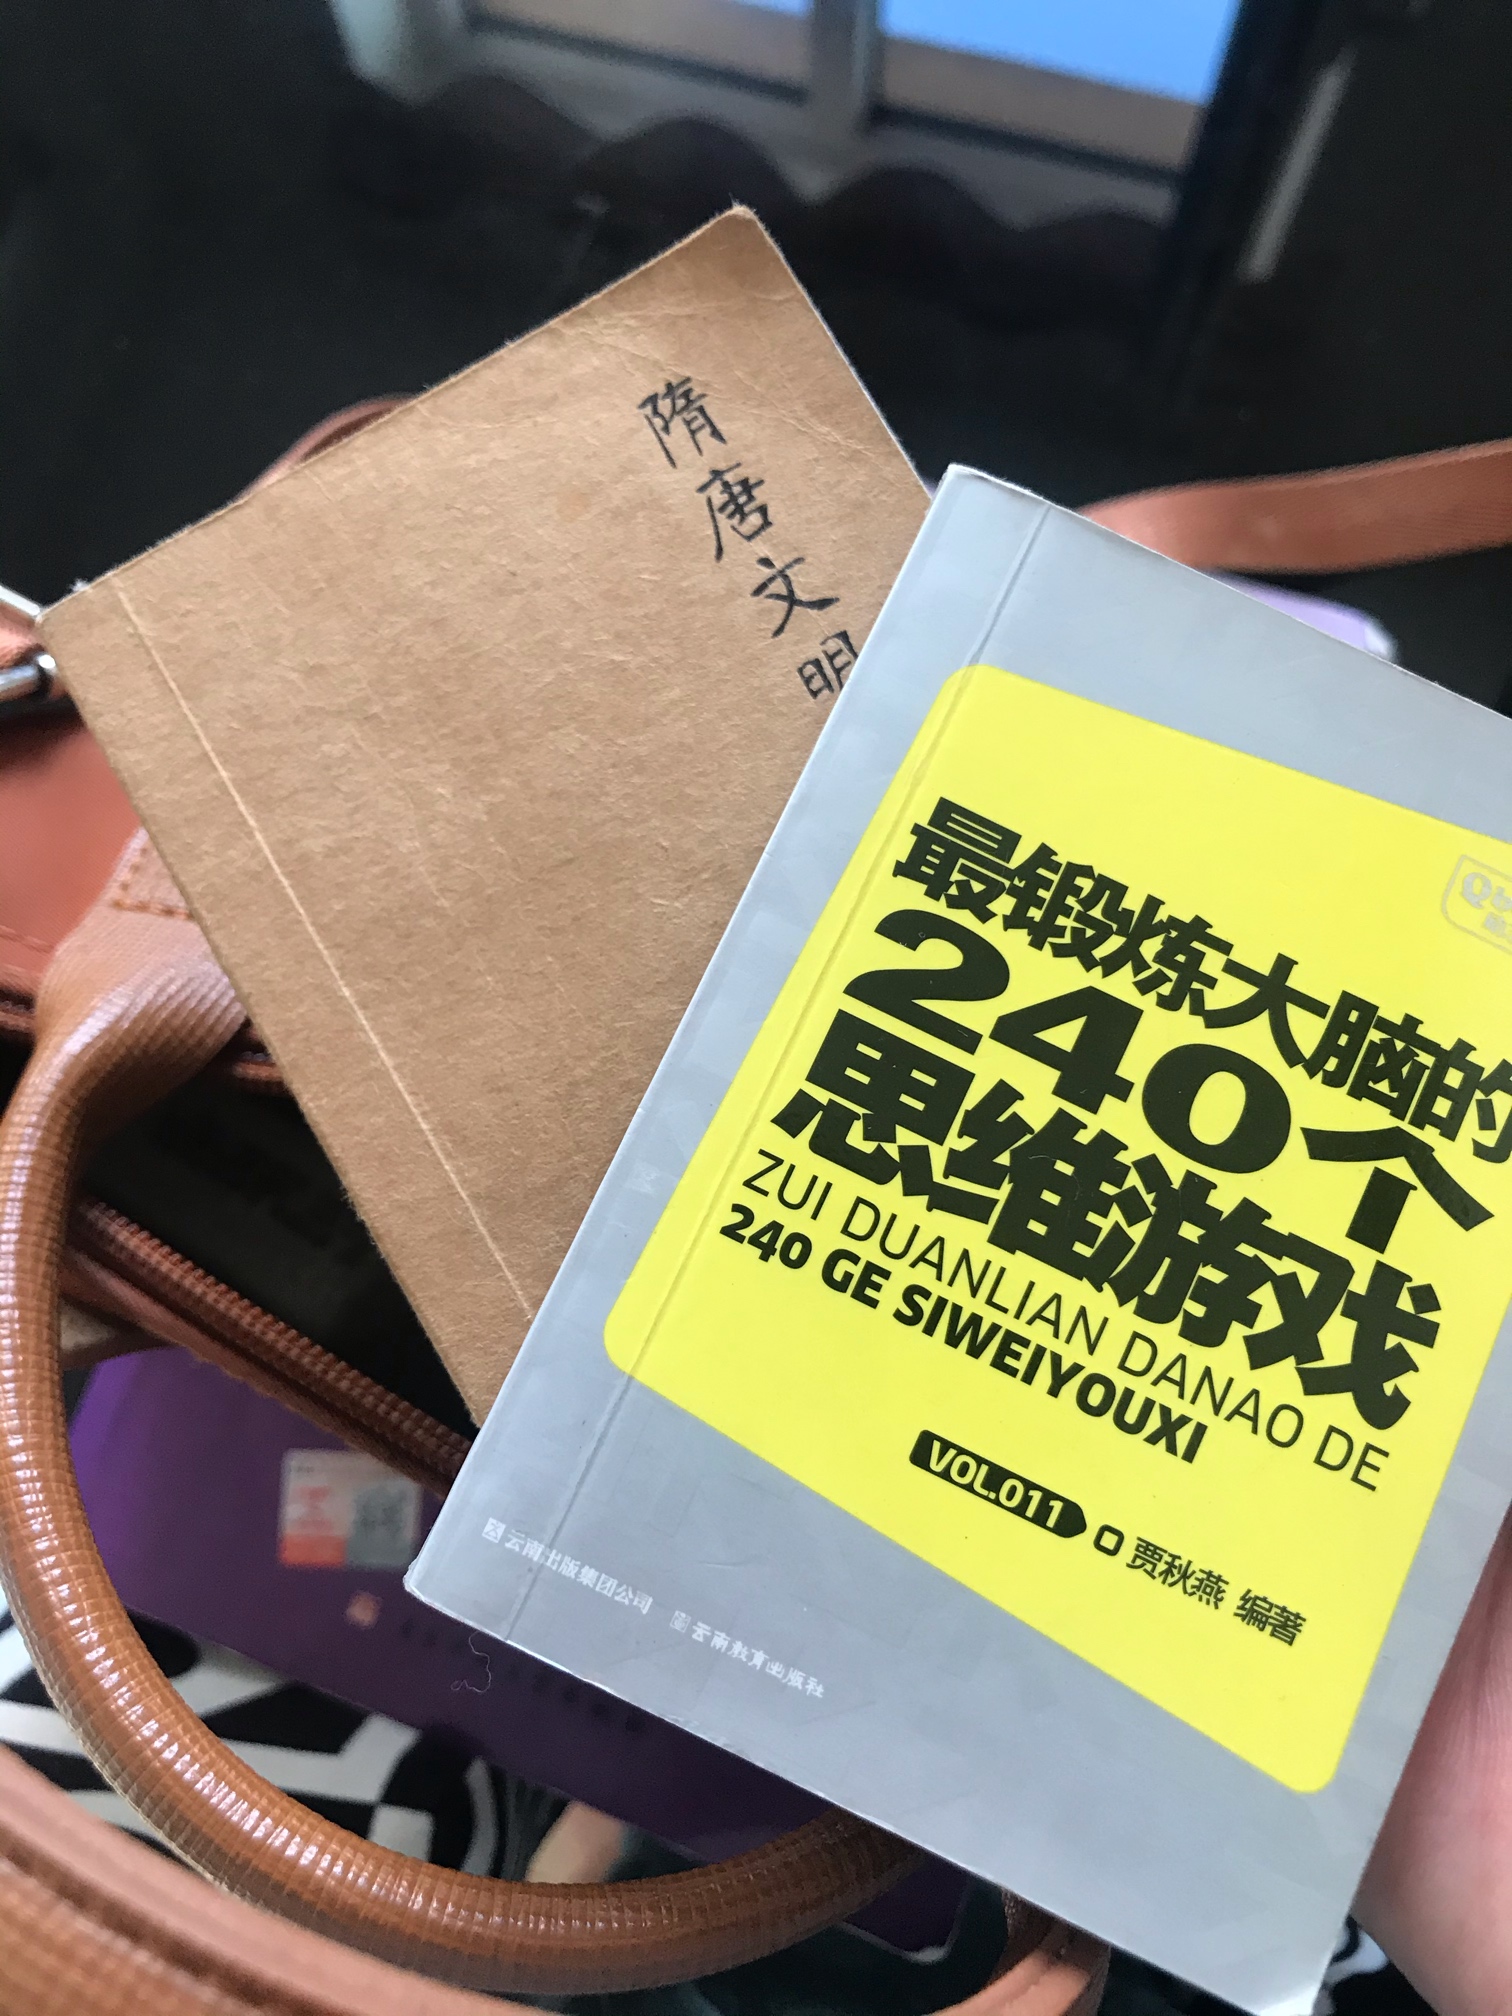 隋唐文明
最锻炼大脑的
240个
思维游戏
ZUI DUANLIAN DANAO DE
240 GE SIWEIYOUXI
VOL.011 贾秋燕 编著
云南出版集团公司 云南教育出版社